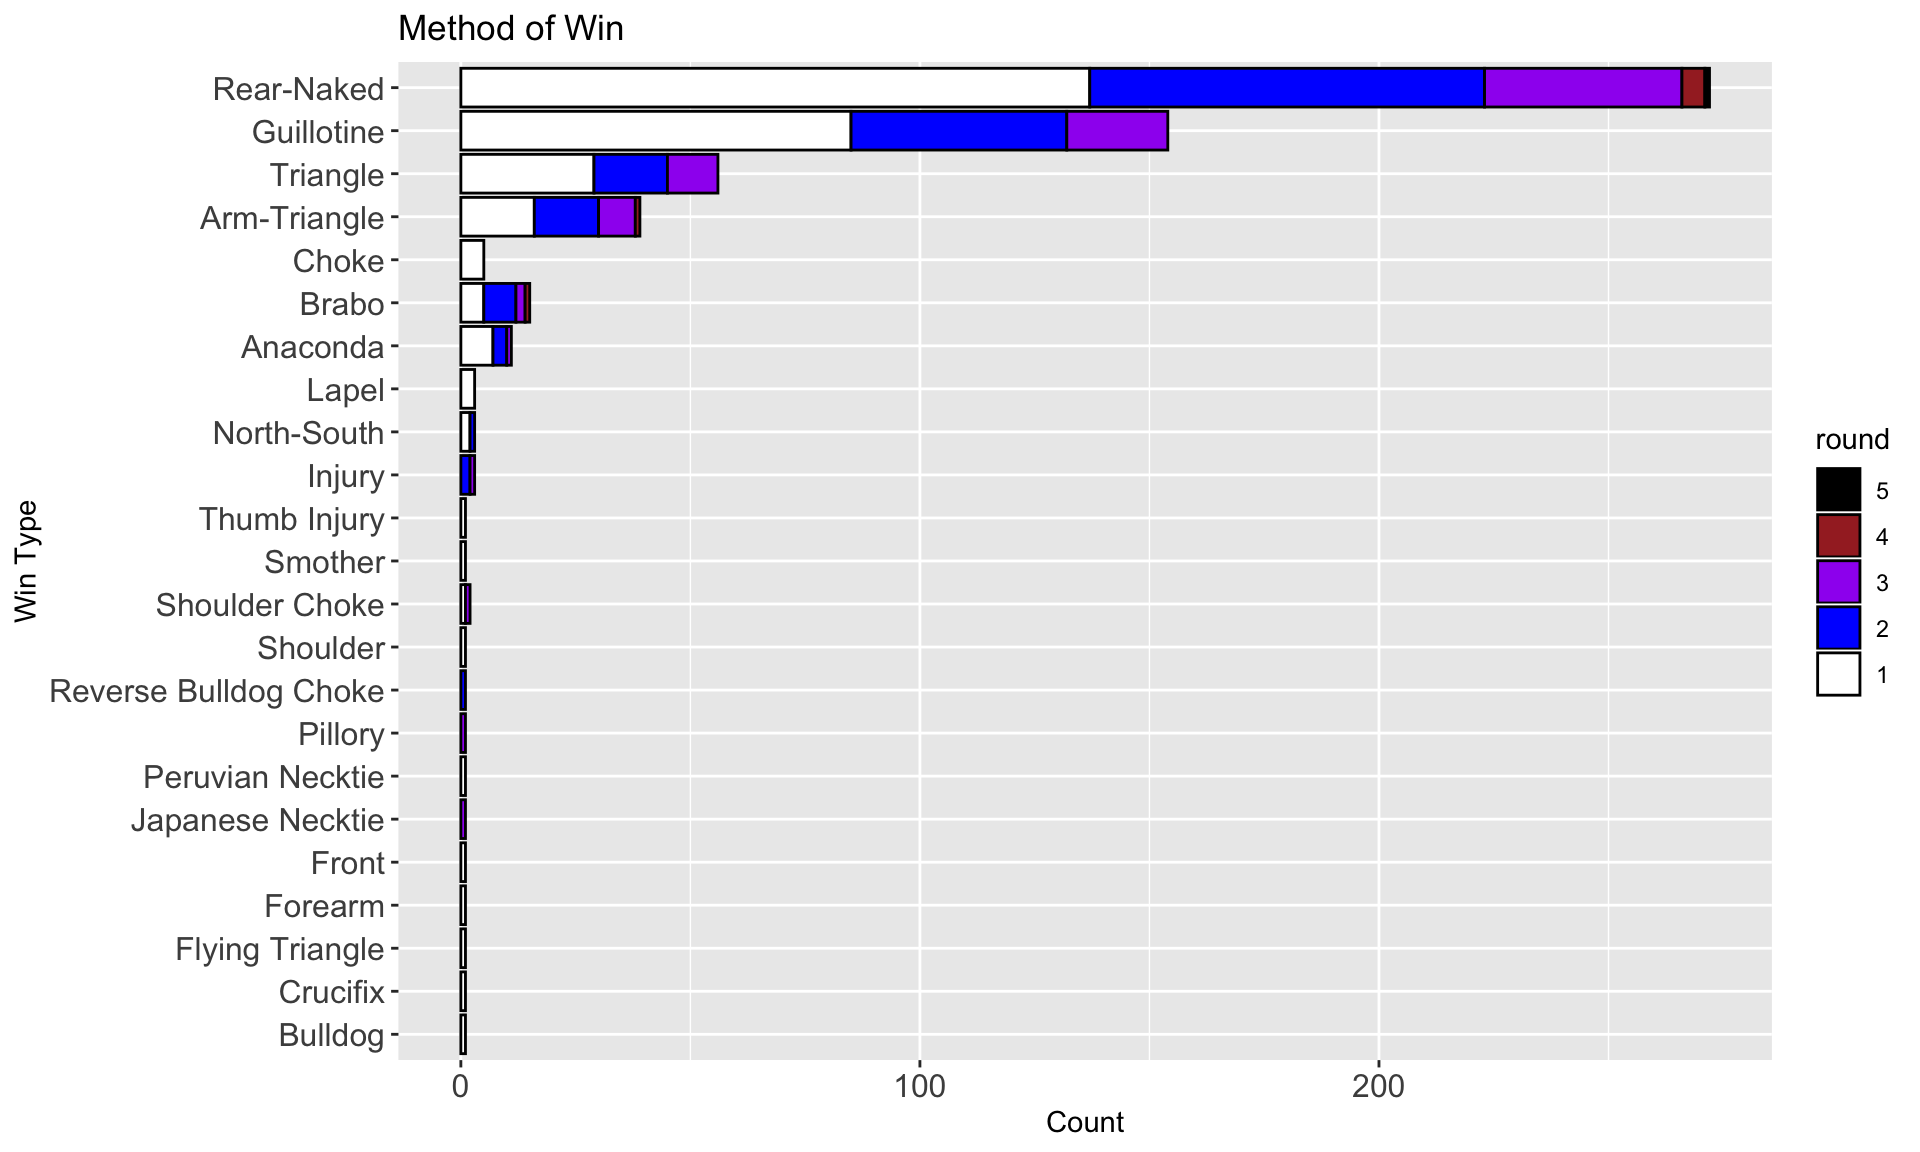 Method of Win
Win Type
Rear-Naked
Guillotine
Triangle
Arm-Triangle
Choke
Brabo
Anaconda
Lapel
North-South
Injury
Thumb Injury
Smother
Shoulder Choke
Shoulder
Reverse Bulldog Choke
Pillory
Peruvian Necktie
Japanese Necktie
Front
Forearm
Flying Triangle
Crucifix
Bulldog
0 100 200
Count
round
5
4
3
2
1